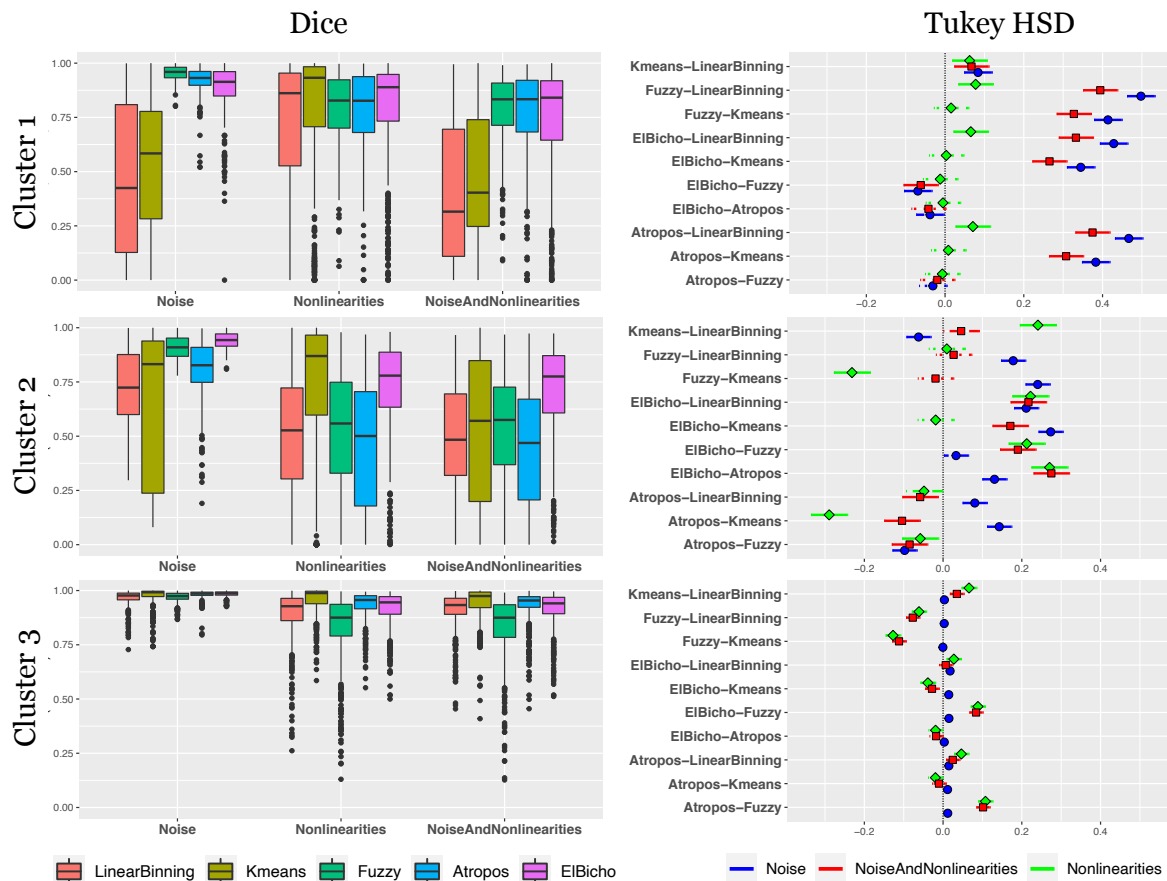 Dice
Tukey HSD
Cluster 1
1.00
0.75
0.50
0.25
0.00
Noise
Nonlinearities
NoiseAndNonlinearities
Kmeans−LinearBinning
Fuzzy−LinearBinning
Fuzzy−Kmeans
ElBicho−LinearBinning
ElBicho−Kmeans
ElBicho−Fuzzy
ElBicho−Atropos
Atropos−LinearBinning
Atropos−Kmeans
Atropos−Fuzzy
−0.2
0.0
0.2
0.4
Cluster 2
1.00
0.75
0.50
0.25
0.00
Noise
Nonlinearities
NoiseAndNonlinearities
Kmeans−LinearBinning
Fuzzy−LinearBinning
Fuzzy−Kmeans
ElBicho−LinearBinning
ElBicho−Kmeans
ElBicho−Fuzzy
ElBicho−Atropos
Atropos−LinearBinning
Atropos−Kmeans
Atropos−Fuzzy
−0.2
0.0
0.2
0.4
Cluster 3
1.00
0.75
0.50
0.25
0.00
Noise
Nonlinearities
NoiseAndNonlinearities
Kmeans−LinearBinning
Fuzzy−LinearBinning
Fuzzy−Kmeans
ElBicho−LinearBinning
ElBicho−Kmeans
ElBicho−Fuzzy
ElBicho−Atropos
Atropos−LinearBinning
Atropos−Kmeans
Atropos−Fuzzy
−0.2
0.0
0.2
0.4
LinearBinning Kmeans Fuzzy Atropos ElBicho
Noise NoiseAndNonlinearities Nonlinearities